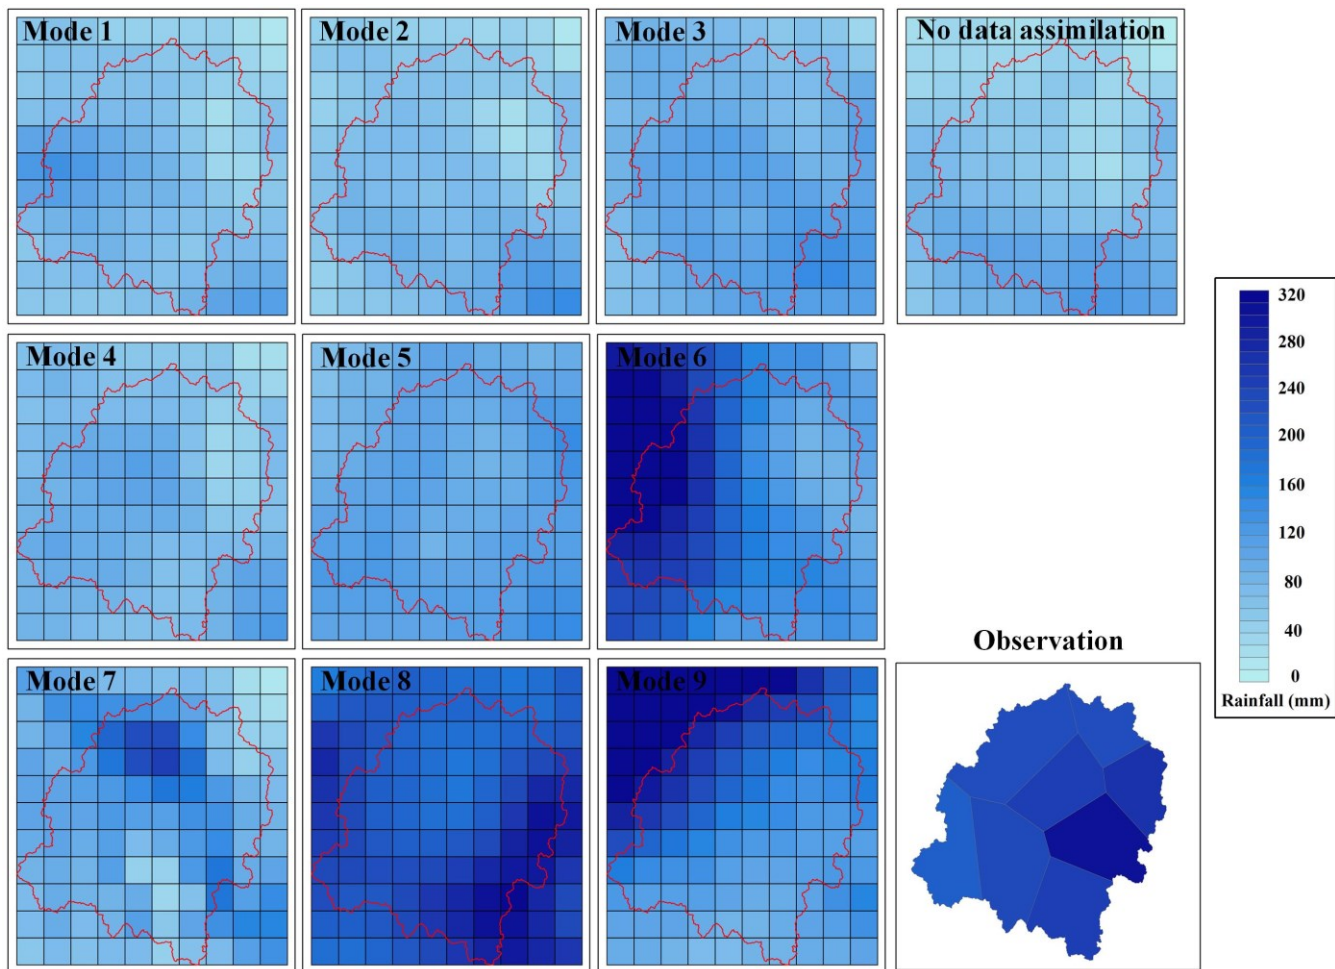 Mode 1
Mode 2
Mode 3
No data assimilation
Mode 4
Mode 5
Mode 6
Mode 7
Mode 8
Mode 9
Observation
320
280
240
200
160
120
80
40
0
Rainfall (mm)